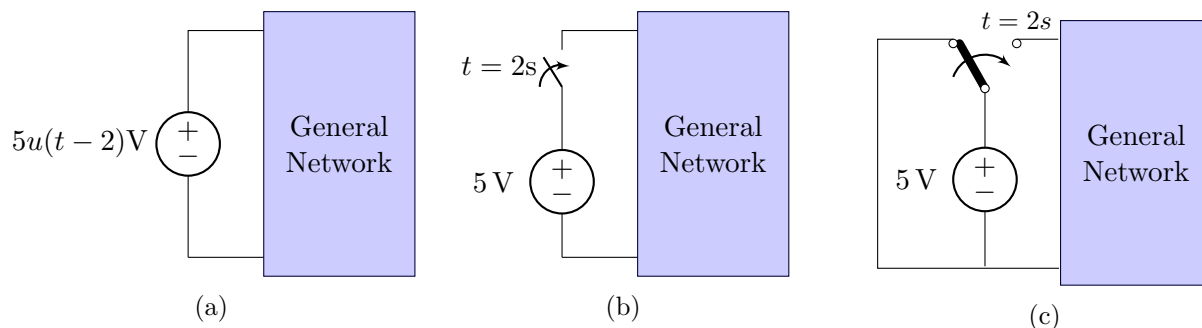 5u(t − 2)V
+
−
General
Network
(a)
t = 2s
5 V
+
−
General
Network
(b)
t = 2s
5 V
+
−
General
Network
(c)